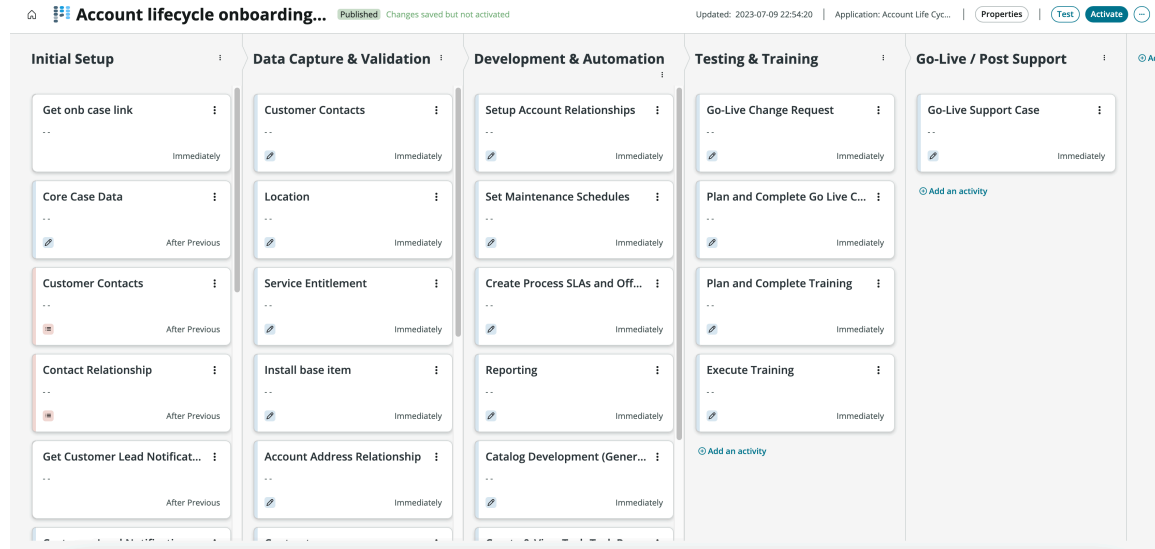 Account lifecycle onboarding... Published Changes saved but not activated Updated: 2023-07-09 22:54:20 Application: Account Life Cyc... Properties Test Activate
Initial Setup
Get onb case link
--
Immediately
Core Case Data
--
After Previous
Customer Contacts
--
After Previous
Contact Relationship
--
After Previous
Get Customer Lead Notificat...
--
After Previous
Data Capture & Validation
Customer Contacts
--
Immediately
Location
--
Immediately
Service Entitlement
--
Immediately
Install base item
--
Immediately
Account Address Relationship
--
Immediately
Development & Automation
Setup Account Relationships
--
Immediately
Set Maintenance Schedules
--
Immediately
Create Process SLAs and Off...
--
Immediately
Reporting
--
Immediately
Catalog Development (Gener...
--
Immediately
Testing & Training
Go-Live Change Request
--
Immediately
Plan and Complete Go Live C...
--
Immediately
Plan and Complete Training
--
Immediately
Execute Training
--
Immediately
Add an activity
Go-Live / Post Support
Go-Live Support Case
--
Immediately
Add an activity